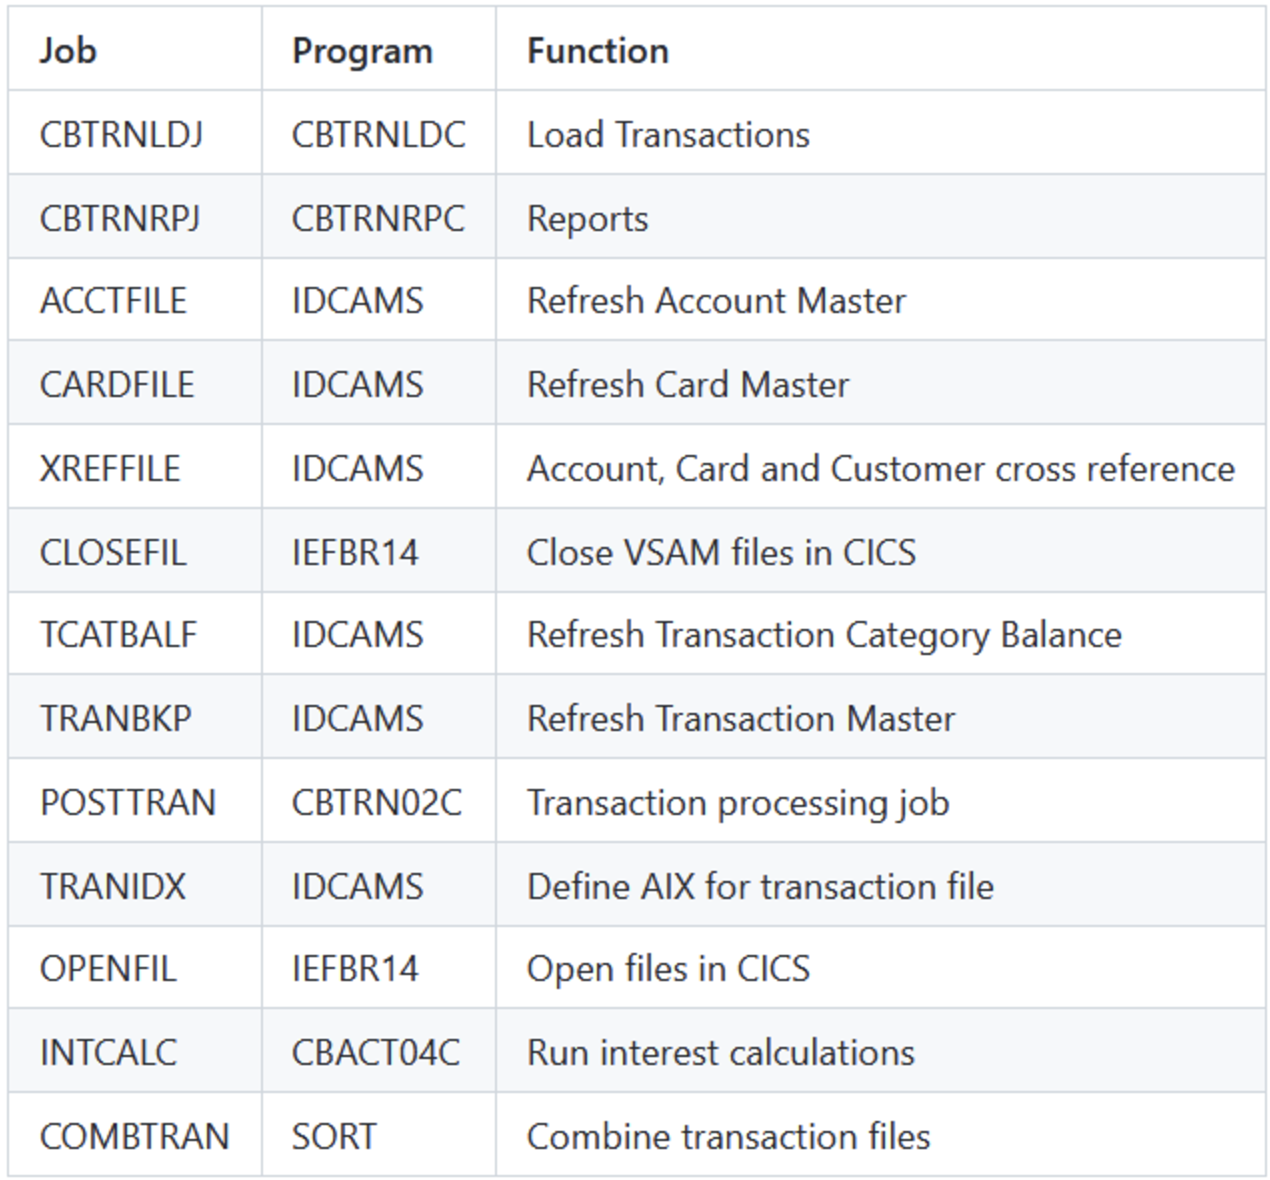 Job Program Function
CBTRNLDJ CBTRNLDC Load Transactions
CBTRNRPJ CBTRNRPC Reports
ACCTFILE IDCAMS Refresh Account Master
CARDFILE IDCAMS Refresh Card Master
XREFFILE IDCAMS Account, Card and Customer cross reference
CLOSEFIL IEFBR14 Close VSAM files in CICS
TCATBALF IDCAMS Refresh Transaction Category Balance
TRANBKP IDCAMS Refresh Transaction Master
POSTTRAN CBTRN02C Transaction processing job
TRANIDX IDCAMS Define AIX for transaction file
OPENFIL IEFBR14 Open files in CICS
INTCALC CBACT04C Run interest calculations
COMBTRAN SORT Combine transaction files